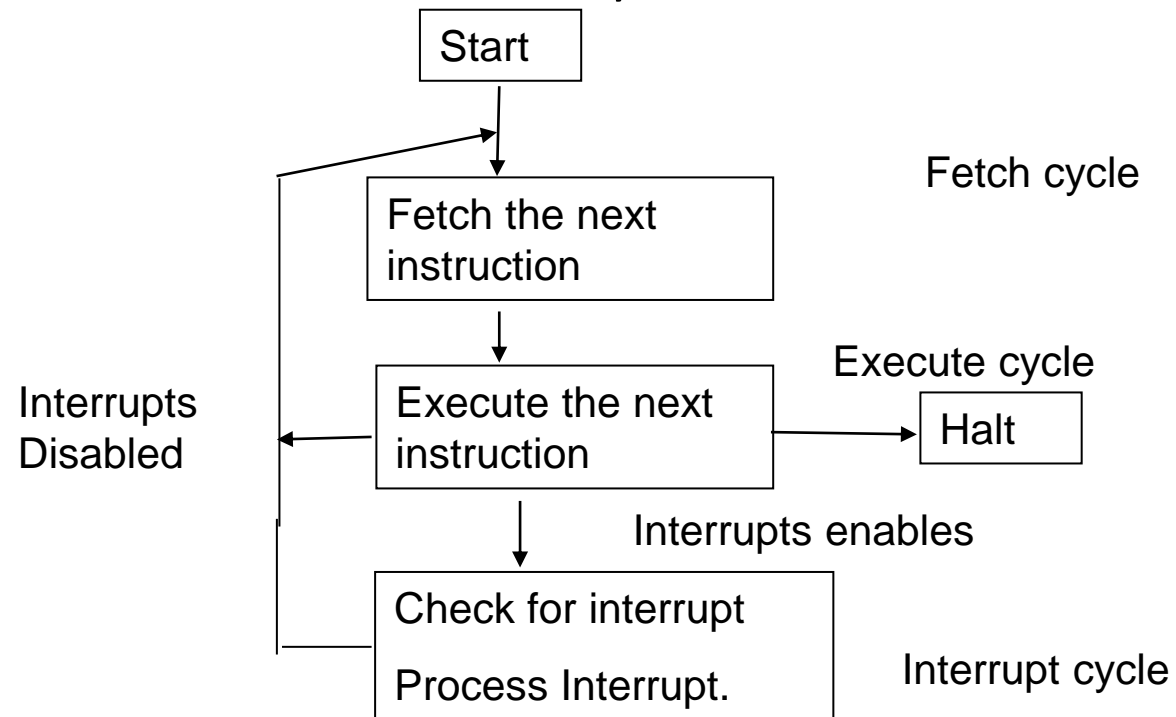 Start
Fetch cycle
Fetch the next
instruction
Execute cycle
Interrupts
Disabled
Execute the next
instruction
Halt
Interrupts enables
Check for interrupt
Process Interrupt.
Interrupt cycle